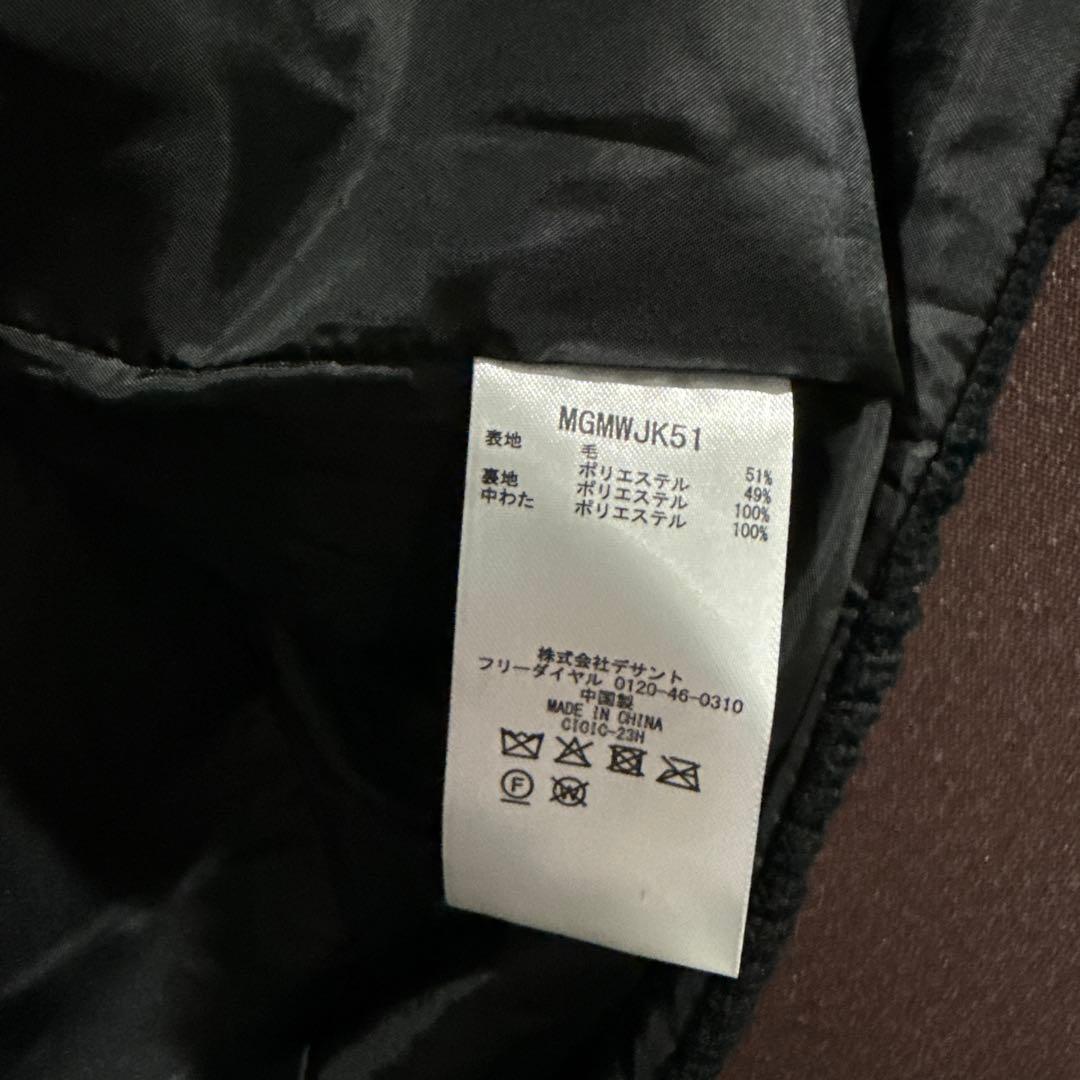 MGMWJK51
表地 毛 51%
ポリエステル 49%
裏地 ポリエステル 100%
中わた ポリエステル 100%
株式会社デサント
フリーダイヤル 0120-46-0310
中国製
MADE IN CHINA
CIGIC-23H
F W